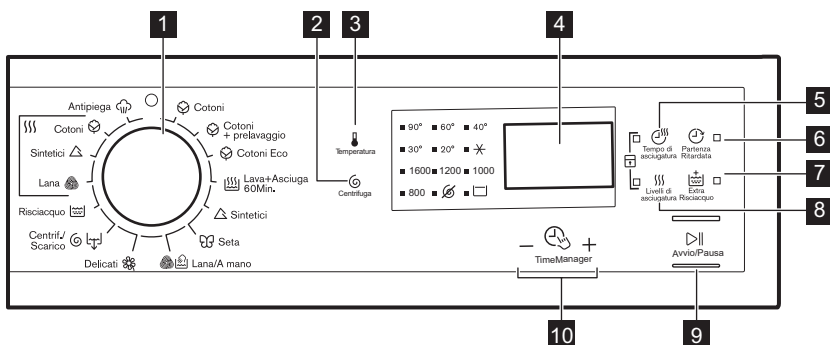 1
2
3
4
5
6
7
8
9
10
Antipiega
Cotoni
Sintetici
Lana
Risciacquo
Centrif./
Scarico
Delicati
Cotoni
Cotoni
+ prelavaggio
Cotoni Eco
Lava+Asciuga
60Min.
Sintetici
Seta
Lana/A mano
Temperatura
Centrifuga
90° 60° 40°
30° 20°
1600 1200 1000
800
− +
TimeManager
Tempo di
asciugatura
Partenza
Ritardata
Livelli di
asciugatura
Extra
Risciacquo
Avvio/Pausa